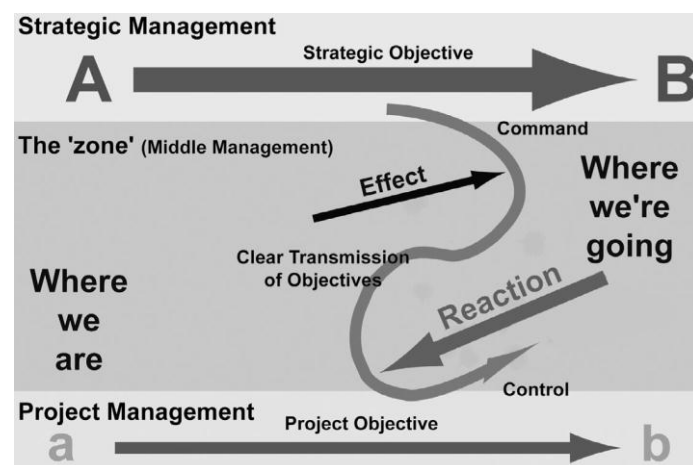 Strategic Management
Strategic Objective
A
B
Command
The 'zone' (Middle Management)
Effect
Where
we're
going
Clear Transmission
of Objectives
Where
we
are
Reaction
Control
Project Management
Project Objective
a
b